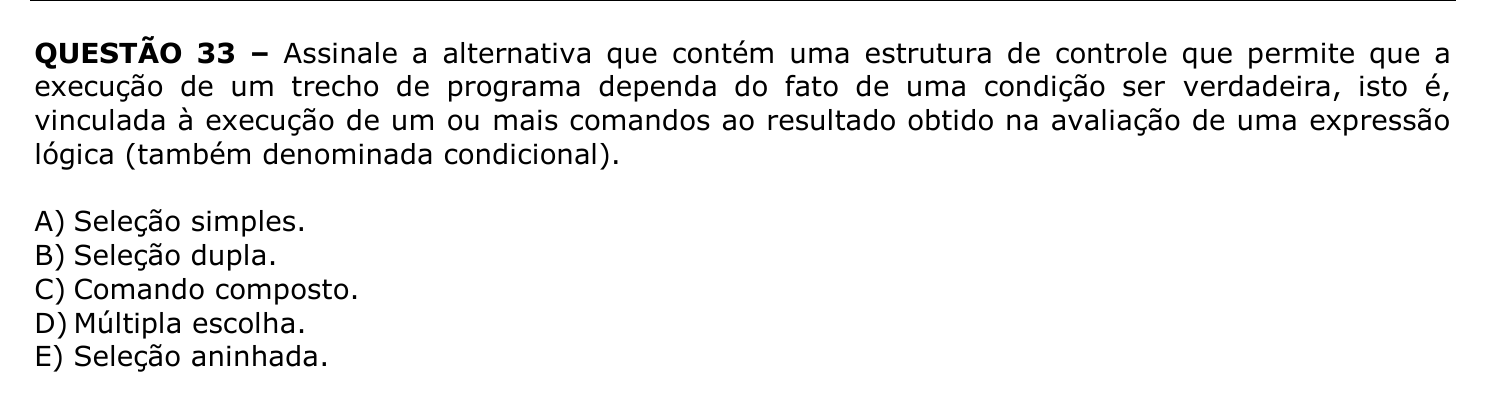 QUESTÃO 33 – Assinale a alternativa que contém uma estrutura de controle que permite que a
execução de um trecho de programa dependa do fato de uma condição ser verdadeira, isto é,
vinculada à execução de um ou mais comandos ao resultado obtido na avaliação de uma expressão
lógica (também denominada condicional).
A) Seleção simples.
B) Seleção dupla.
C) Comando composto.
D) Múltipla escolha.
E) Seleção aninhada.